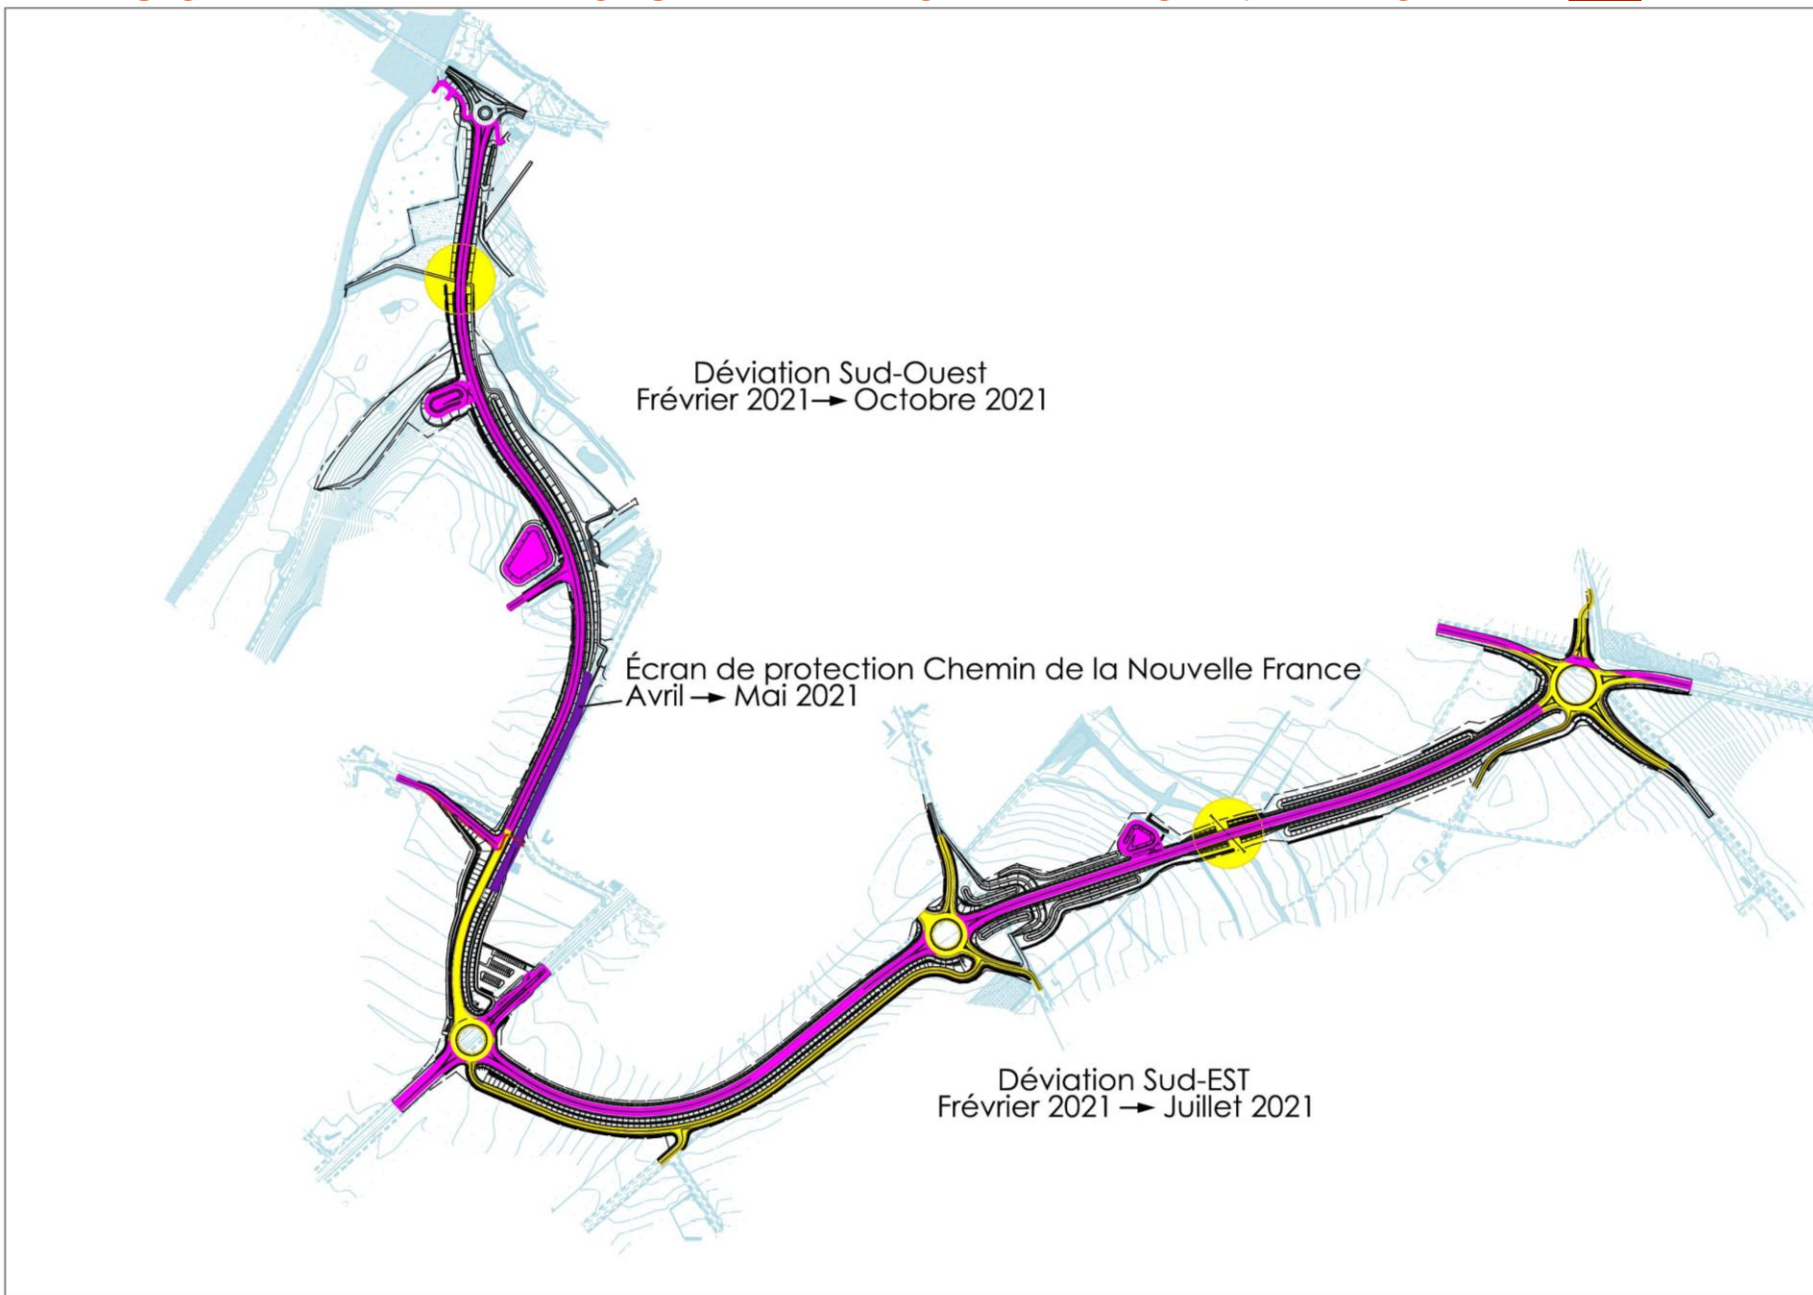 Déviation Sud-Ouest
Frévrier 2021→ Octobre 2021
Écran de protection Chemin de la Nouvelle France
Avril → Mai 2021
Déviation Sud-EST
Frévrier 2021 → Juillet 2021